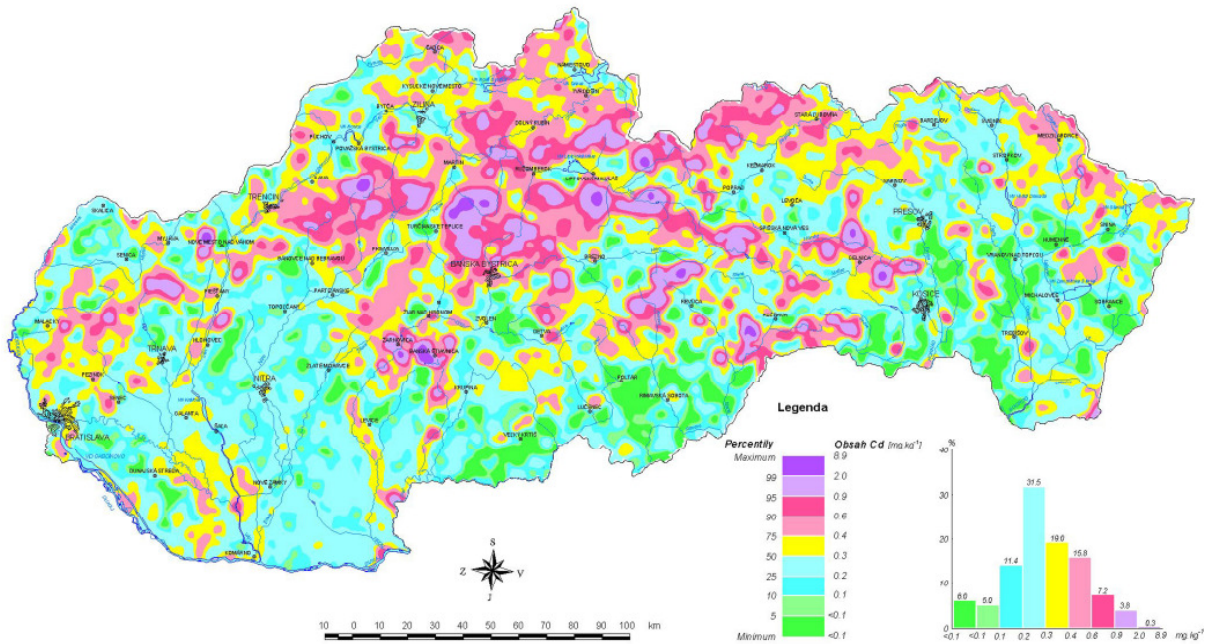 ČADCA
NÁMESTOVO
KYSUCKÉ NOVÉ MESTO
TVRDOŠÍN
BYTČA
ŽILINA
DOLNÝ KUBÍN
STARÁ ĽUBOVŇA
BARDEJOV
SVIDNÍK
MEDZILABORCE
PÚCHOV
POVAŽSKÁ BYSTRICA
MARTIN
RUŽOMBEROK
KEŽMAROK
STROPKOV
ILAVA
POPRAD
SABINOV
LEVOČA
TRENČÍN
SKALICA
TURČIANSKE TEPLICE
PREŠOV
SPIŠSKÁ NOVÁ VES
SNINA
MYJAVA
NOVÉ MESTO NAD VÁHOM
HUMENNÉ
SENICA
PRIEVIDZA
BÁNOVCE NAD BEBRAVOU
BREZNO
GELNICA
VRANOV NAD TOPĽOU
BANSKÁ BYSTRICA
PIEŠŤANY
PARTIZÁNSKE
TOPOĽČANY
REVÚCA
KOŠICE
MICHALOVCE
SOBRANCE
ŽIAR NAD HRONOM
ZVOLEN
MALACKY
DETVA
TREBIŠOV
HLOHOVEC
ŽARNOVICA
TRNAVA
BANSKÁ ŠTIAVNICA
ZLATÉ MORAVCE
PEZINOK
NITRA
KRUPINA
POLTÁR
RIMAVSKÁ SOBOTA
SENEC
GALANTA
LUČENEC
LEVICE
ŠAĽA
BRATISLAVA
VEĽKÝ KRTÍŠ
DUNAJSKÁ STREDA
NOVÉ ZÁMKY
KOMÁRNO
Legenda
Percentily
Obsah Cd [mg.kg⁻¹]
Maximum
8.9
99
2.0
95
0.9
90
0.6
75
0.4
50
0.3
25
0.2
10
0.1
5
<0.1
Minimum
<0.1
%
40
30
20
10
0
6.0
5.0
11.4
31.5
19.0
15.8
7.2
3.8
0.3
<0.1 <0.1 0.1 0.2 0.3 0.4 0.6 0.9 2.0 8.9 mg.kg⁻¹
S
Z V
J
10 0 10 20 30 40 50 60 70 80 90 100 km